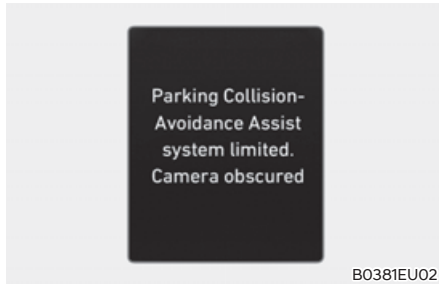 Parking Collision-
Avoidance Assist
system limited.
Camera obscured
B0381EU02